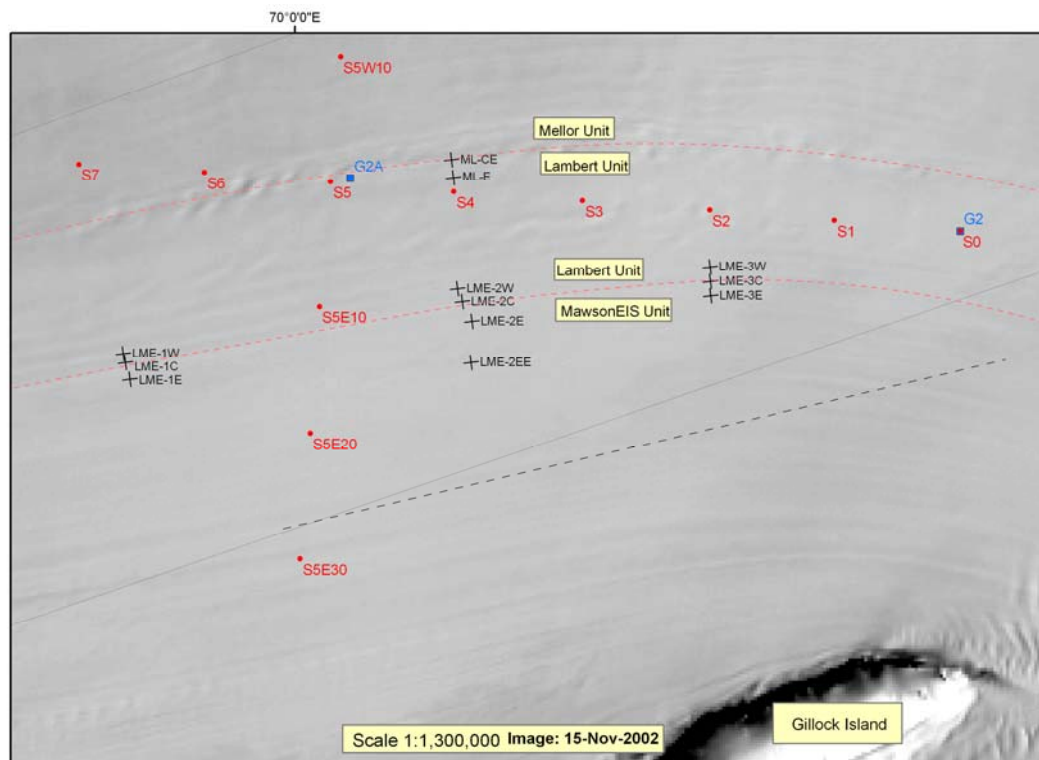 70°0'0"E
S5W10
Mellor Unit
ML-CE
Lambert Unit
S7
S6
G2A
S5
ML-E
S4
S3
S2
S1
G2
S0
Lambert Unit
LME-3W
LME-3C
LME-3E
LME-2W
LME-2C
MawsonEIS Unit
S5E10
LME-2E
LME-1W
LME-1C
LME-1E
LME-2EE
S5E20
S5E30
Gillock Island
Scale 1:1,300,000 Image: 15-Nov-2002